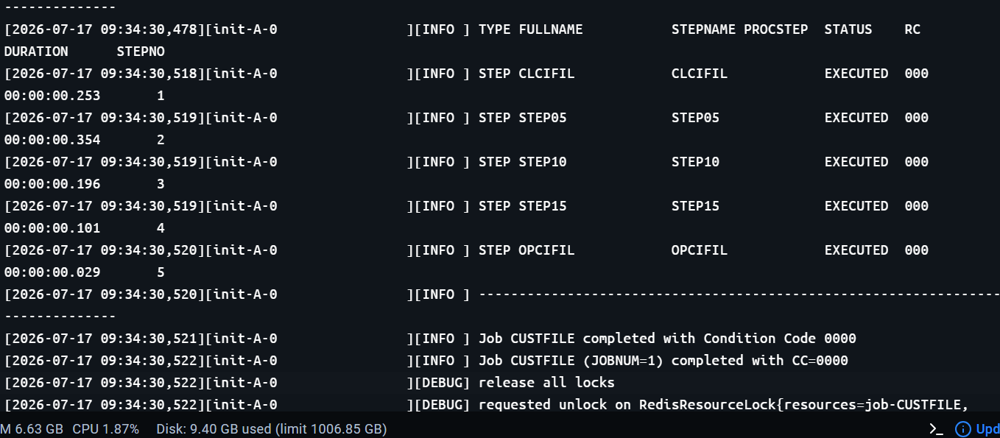 --------------
[2026-07-17 09:34:30,478][init-A-0                ][INFO ] TYPE FULLNAME           STEPNAME PROCSTEP  STATUS    RC
DURATION      STEPNO
[2026-07-17 09:34:30,518][init-A-0                ][INFO ] STEP CLCIFIL            CLCIFIL            EXECUTED  000
00:00:00.253       1
[2026-07-17 09:34:30,519][init-A-0                ][INFO ] STEP STEP05             STEP05             EXECUTED  000
00:00:00.354       2
[2026-07-17 09:34:30,519][init-A-0                ][INFO ] STEP STEP10             STEP10             EXECUTED  000
00:00:00.196       3
[2026-07-17 09:34:30,519][init-A-0                ][INFO ] STEP STEP15             STEP15             EXECUTED  000
00:00:00.101       4
[2026-07-17 09:34:30,520][init-A-0                ][INFO ] STEP OPCIFIL            OPCIFIL            EXECUTED  000
00:00:00.029       5
[2026-07-17 09:34:30,520][init-A-0                ][INFO ] -----------------------------------------------------------------
--------------
[2026-07-17 09:34:30,521][init-A-0                ][INFO ] Job CUSTFILE completed with Condition Code 0000
[2026-07-17 09:34:30,522][init-A-0                ][INFO ] Job CUSTFILE (JOBNUM=1) completed with CC=0000
[2026-07-17 09:34:30,522][init-A-0                ][DEBUG] release all locks
[2026-07-17 09:34:30,522][init-A-0                ][DEBUG] requested unlock on RedisResourceLock{resources=job-CUSTFILE,
M 6.63 GB  CPU 1.87%   Disk: 9.40 GB used (limit 1006.85 GB)   >_   Upd